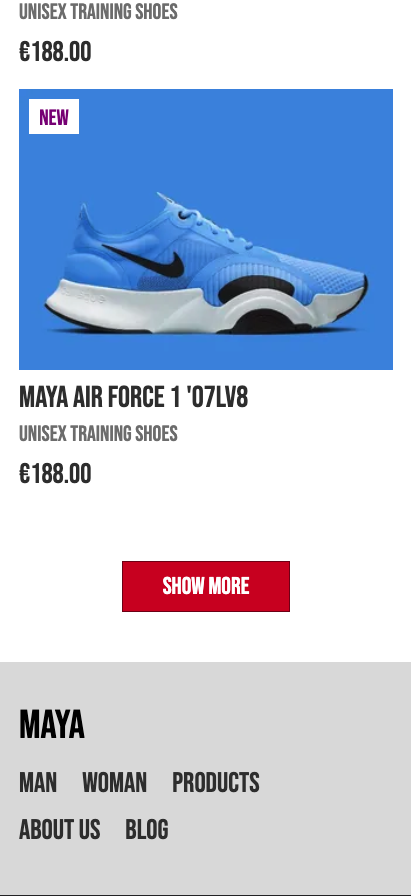 UNISEX TRAINING SHOES
€188.00
NEW
MAYA AIR FORCE 1 '07LV8
UNISEX TRAINING SHOES
€188.00
SHOW MORE
MAYA
MAN WOMAN PRODUCTS
ABOUT US BLOG